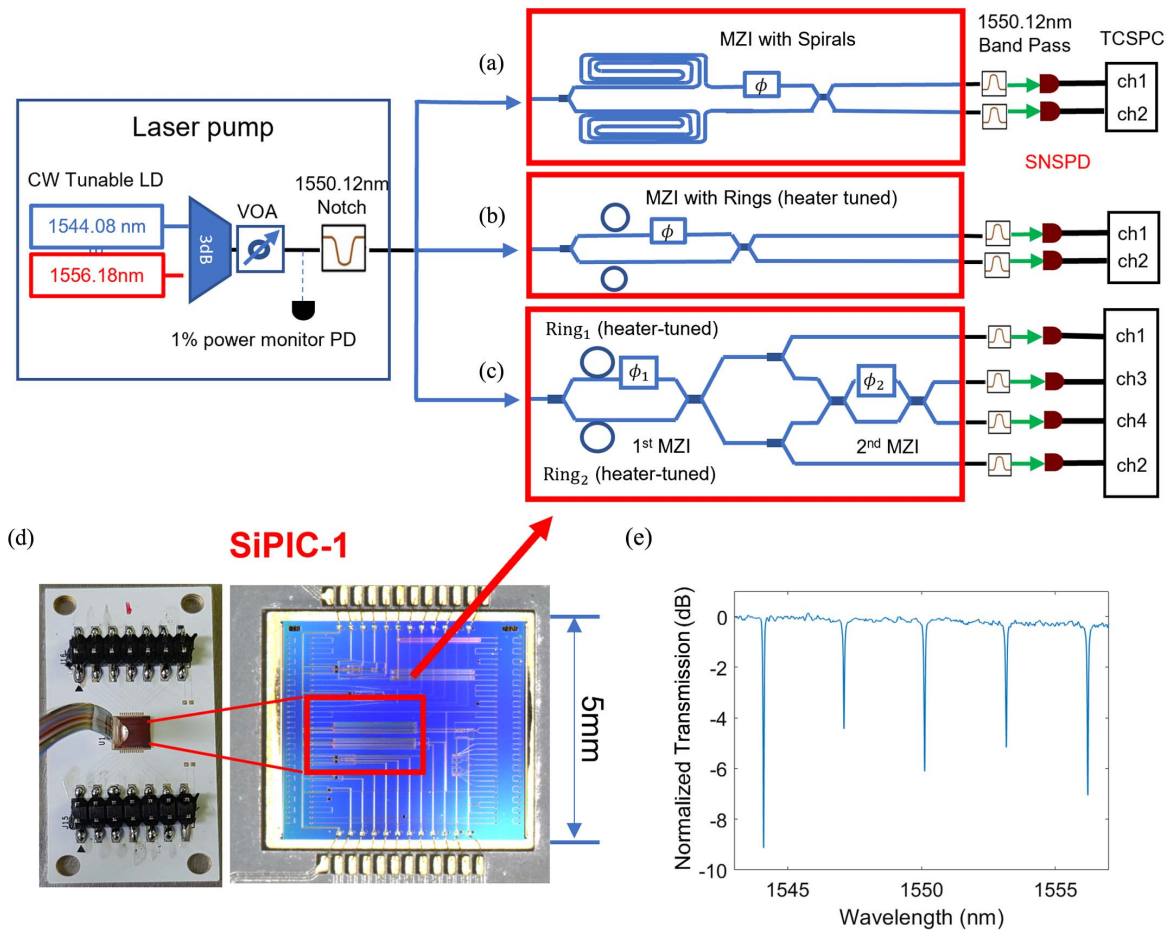 (a)
MZI with Spirals
ϕ
1550.12nm
Band Pass
TCSPC
ch1
ch2
SNSPD
Laser pump
CW Tunable LD
1544.08 nm
1556.18nm
3dB
VOA
1550.12nm
Notch
1% power monitor PD
(b)
MZI with Rings (heater tuned)
ϕ
ch1
ch2
(c)
Ring₁ (heater-tuned)
ϕ₁
1st MZI
Ring₂ (heater-tuned)
ϕ₂
2nd MZI
ch1
ch3
ch4
ch2
(d)
SiPIC-1
U1
J15
5mm
(e)
Normalized Transmission (dB)
0
-2
-4
-6
-8
-10
1545
1550
1555
Wavelength (nm)